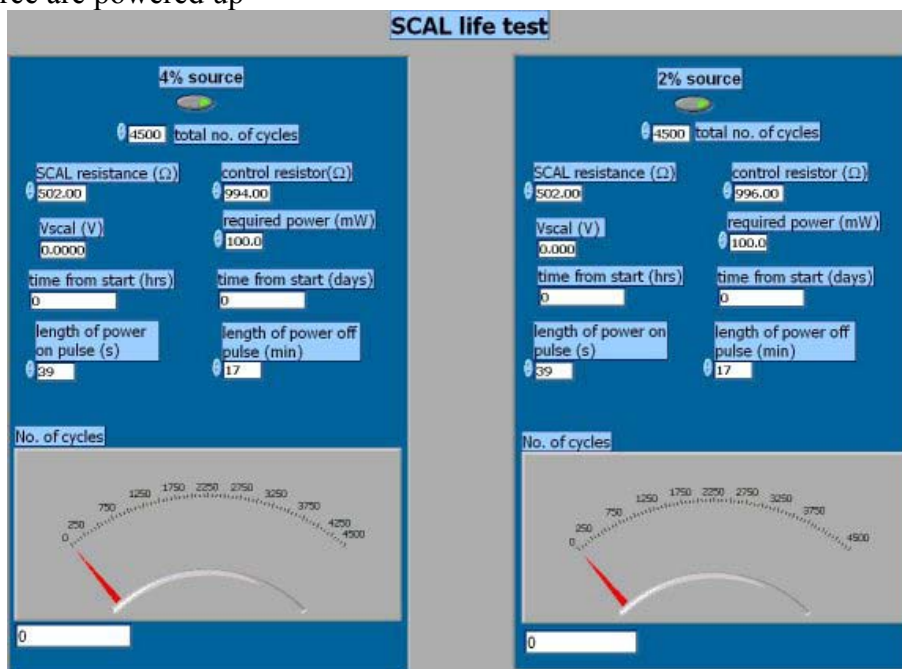 ree are powered up
SCAL life test
4% source
4500 total no. of cycles
SCAL resistance (Ω) control resistor(Ω)
502.00 994.00
Vscal (V) required power (mW)
0.0000 100.0
time from start (hrs) time from start (days)
0 0
length of power on pulse (s) length of power off pulse (min)
39 17
No. of cycles
0 250 750 1250 1750 2250 2750 3250 3750 4250 4500
0
2% source
4500 total no. of cycles
SCAL resistance (Ω) control resistor (Ω)
502.00 996.00
Vscal (V) required power (mW)
0.000 100.0
time from start (hrs) time from start (days)
0 0
length of power on pulse (s) length of power off pulse (min)
39 17
No. of cycles
0 250 750 1250 1750 2250 2750 3250 3750 4500
0